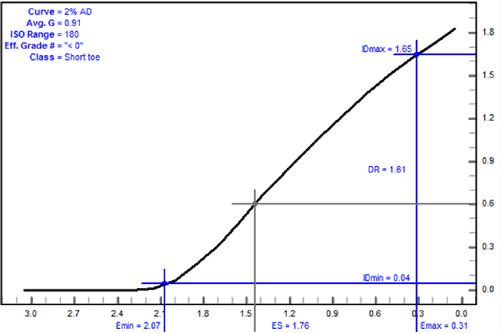 Curve = 2% AD
Avg. G = 0.91
ISO Range = 180
Eff. Grade # = "< 0"
Class = Short toe
IDmax = 1.65
1.8
1.5
1.2
DR = 1.61
0.9
0.6
0.3
IDmin = 0.04
0.0
3.0 2.7 2.4 2.1 1.8 1.5 1.2 0.9 0.6 0.3 0.0
Emin = 2.07 ES = 1.76 Emax = 0.31